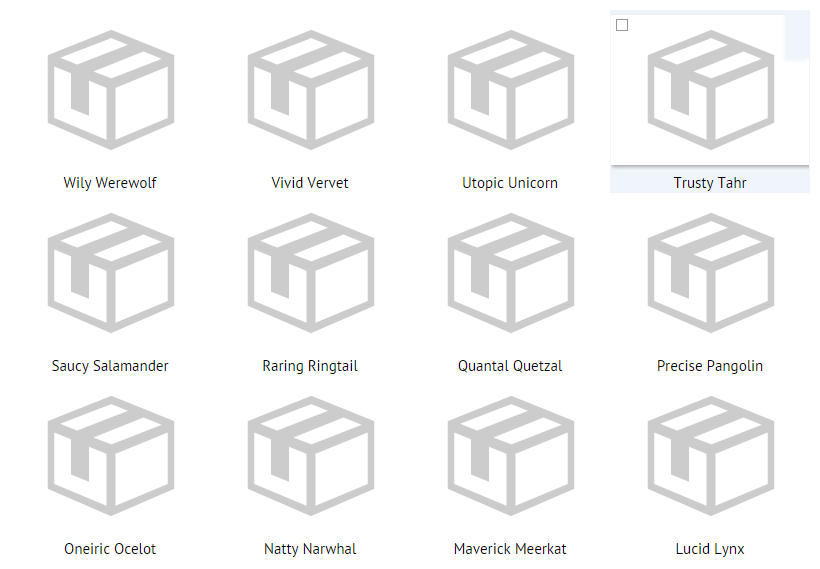 Wily Werewolf
Vivid Vervet
Utopic Unicorn
Trusty Tahr
Saucy Salamander
Raring Ringtail
Quantal Quetzal
Precise Pangolin
Oneiric Ocelot
Natty Narwhal
Maverick Meerkat
Lucid Lynx